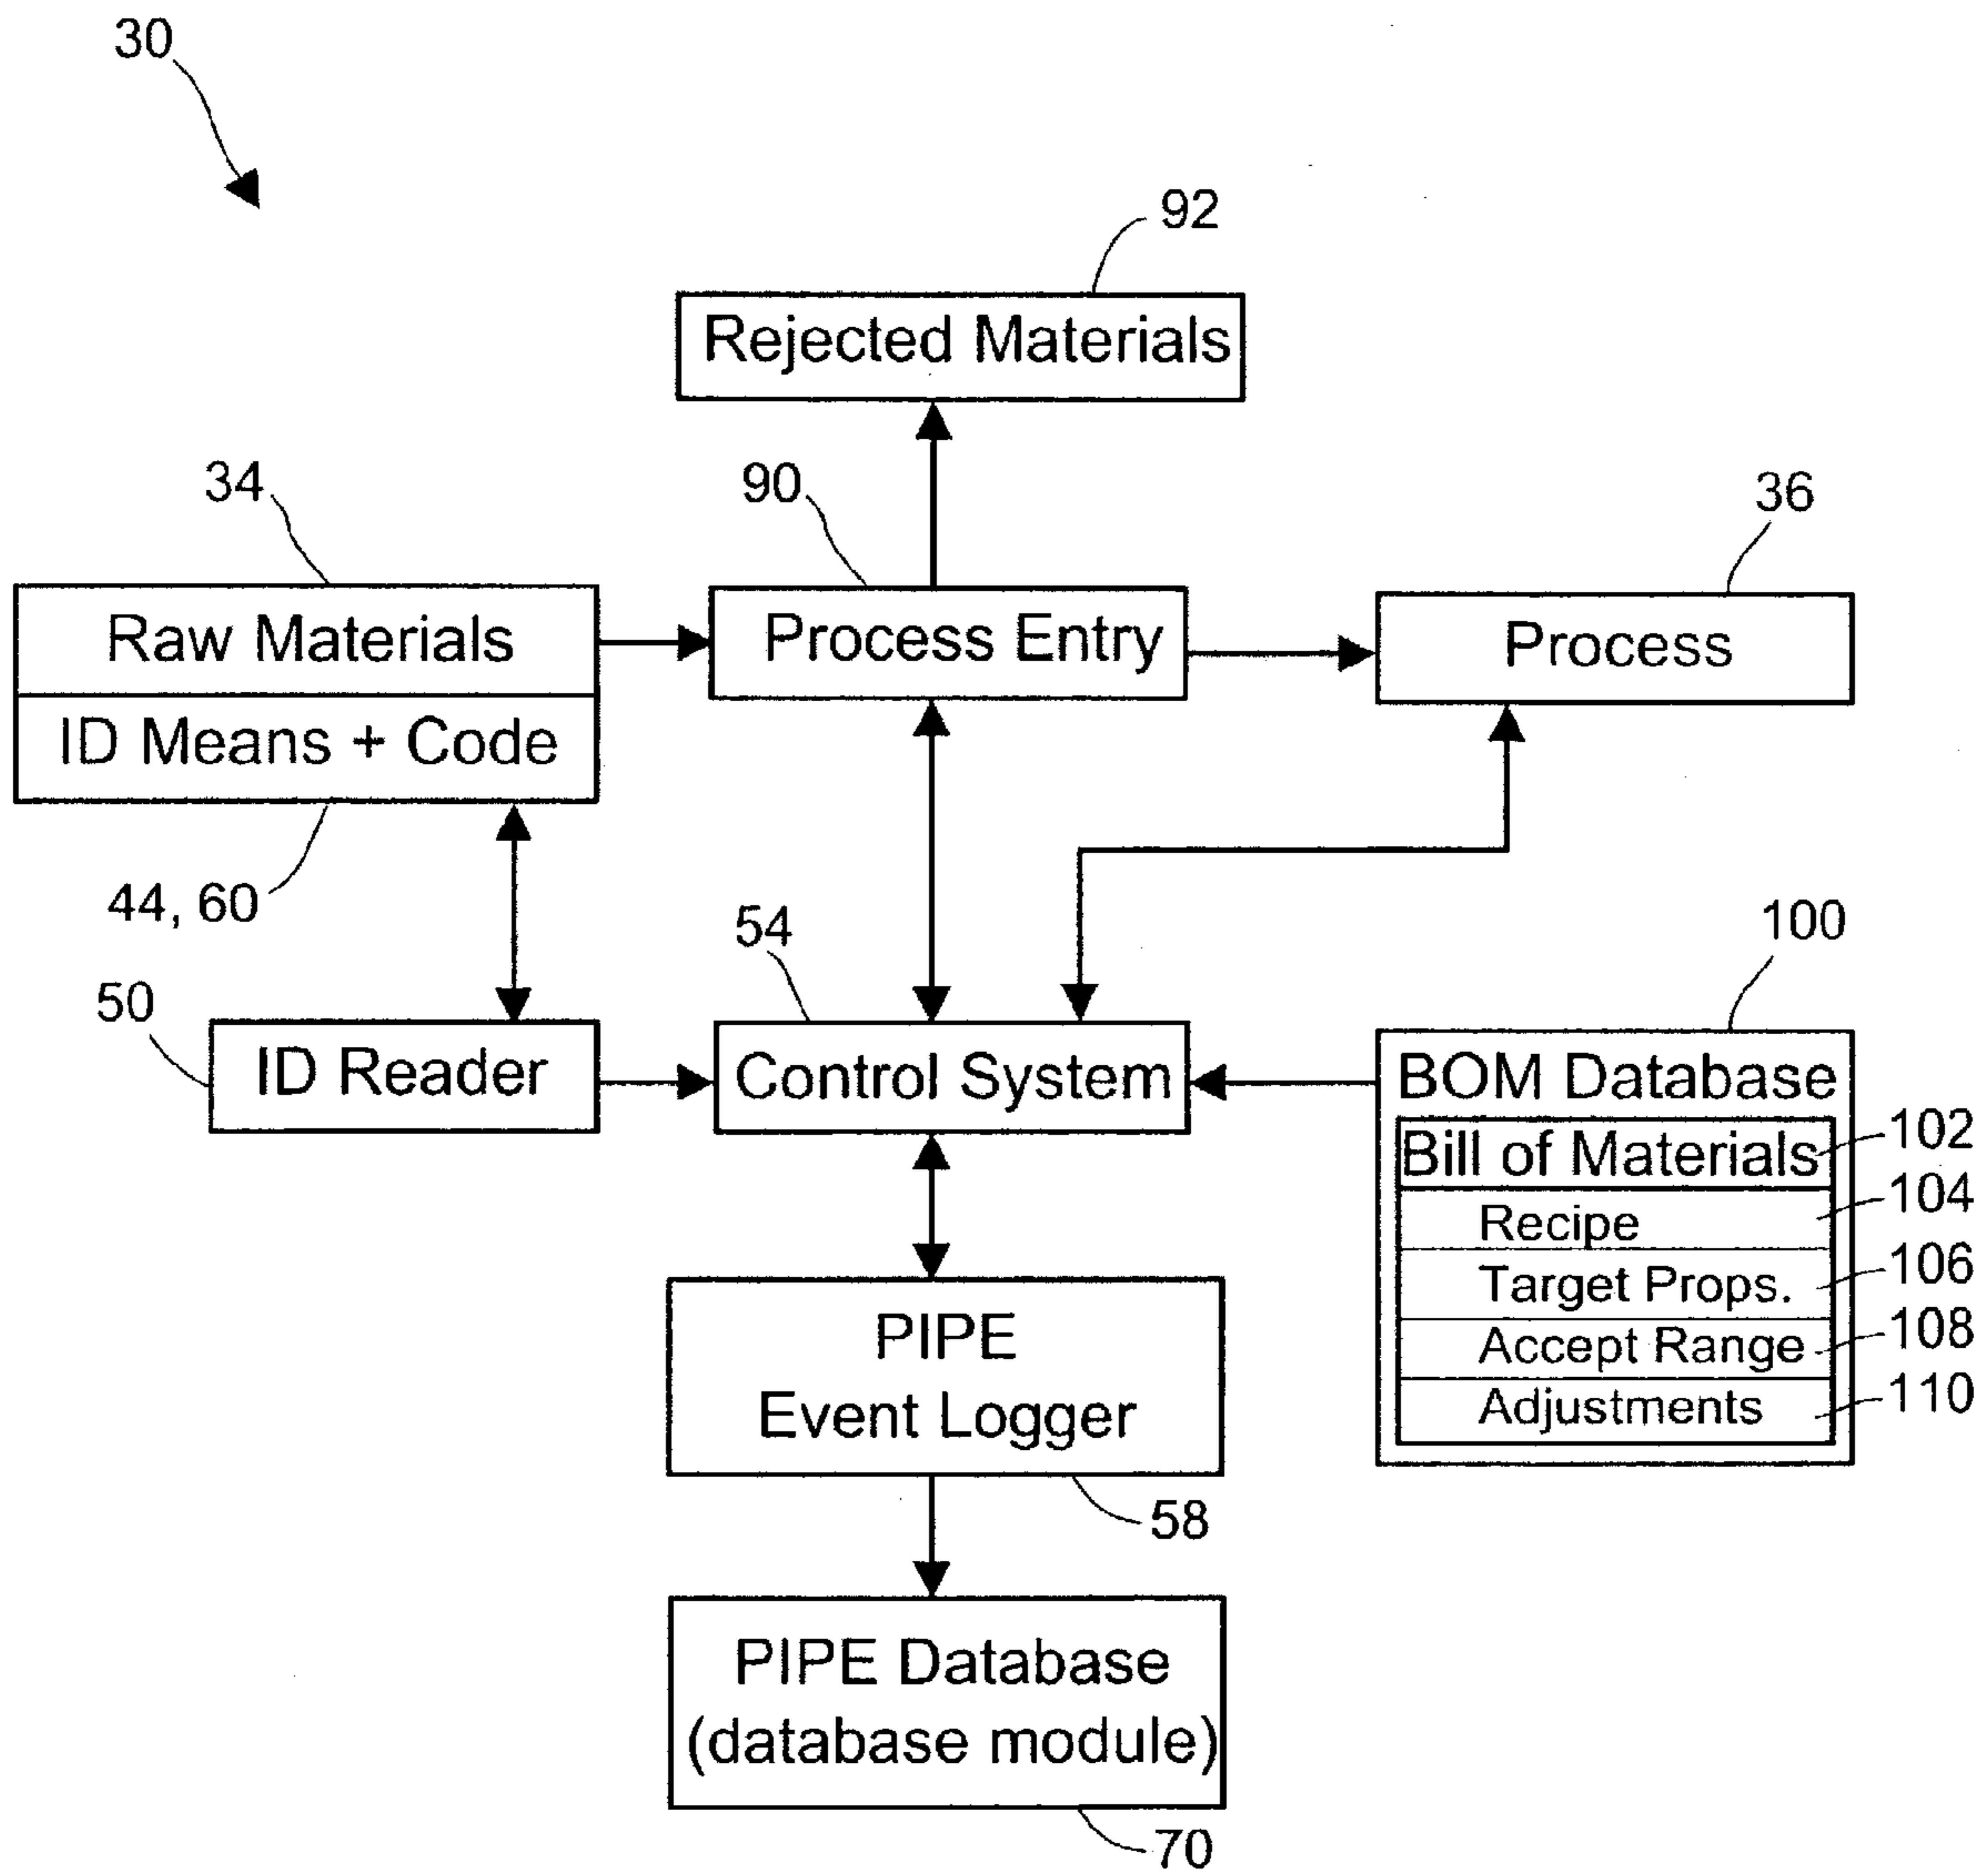 30
92
Rejected Materials
34
90
36
Raw Materials
Process Entry
Process
ID Means + Code
44, 60
54
100
50
ID Reader
Control System
BOM Database
Bill of Materials
102
104
Recipe
106
Target Props.
108
Accept Range
110
Adjustments
PIPE
Event Logger
58
PIPE Database
(database module)
70